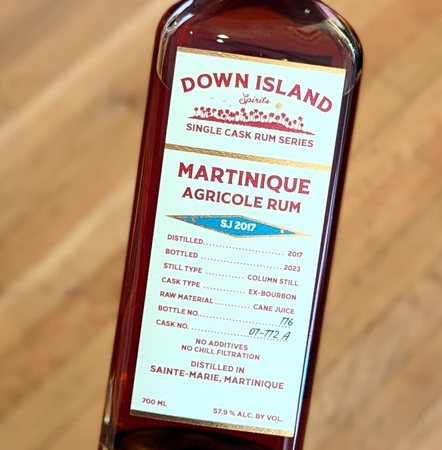 DOWN ISLAND
Spirits
SINGLE CASK RUM SERIES
MARTINIQUE
AGRICOLE RUM
SJ 2017
DISTILLED.................... 2017
BOTTLED .................... 2023
STILL TYPE ........... COLUMN STILL
CASK TYPE ............ EX-BOURBON
RAW MATERIAL ......... CANE JUICE
BOTTLE NO.................... 176
CASK NO. ............ 07-772 A
NO ADDITIVES
NO CHILL FILTRATION
DISTILLED IN
SAINTE-MARIE, MARTINIQUE
700 ML 57.9 % ALC. BY VOL.